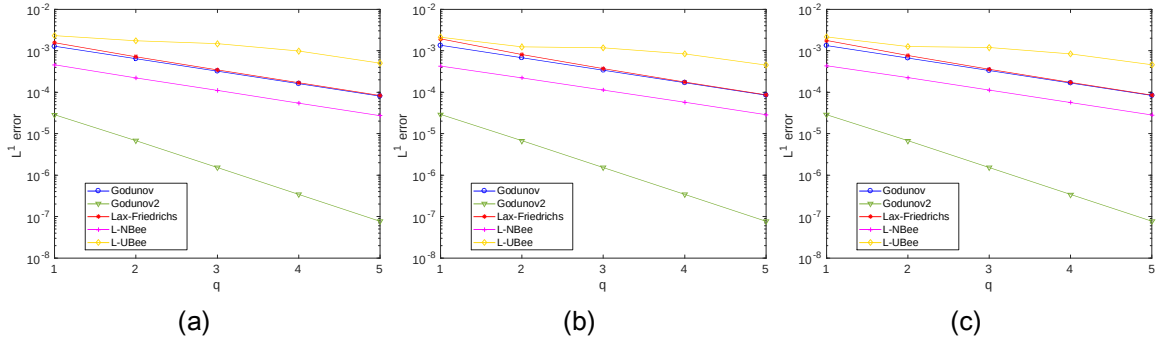 10^-2
10^-3
10^-4
10^-5
10^-6
10^-7
10^-8
L^1 error
Godunov
Godunov2
Lax-Friedrichs
L-NBee
L-UBee
1 2 3 4 5
q
(a)
10^-2
10^-3
10^-4
10^-5
10^-6
10^-7
10^-8
L^1 error
Godunov
Godunov2
Lax-Friedrichs
L-NBee
L-UBee
1 2 3 4 5
q
(b)
10^-2
10^-3
10^-4
10^-5
10^-6
10^-7
10^-8
L^1 error
Godunov
Godunov2
Lax-Friedrichs
L-NBee
L-UBee
1 2 3 4 5
q
(c)